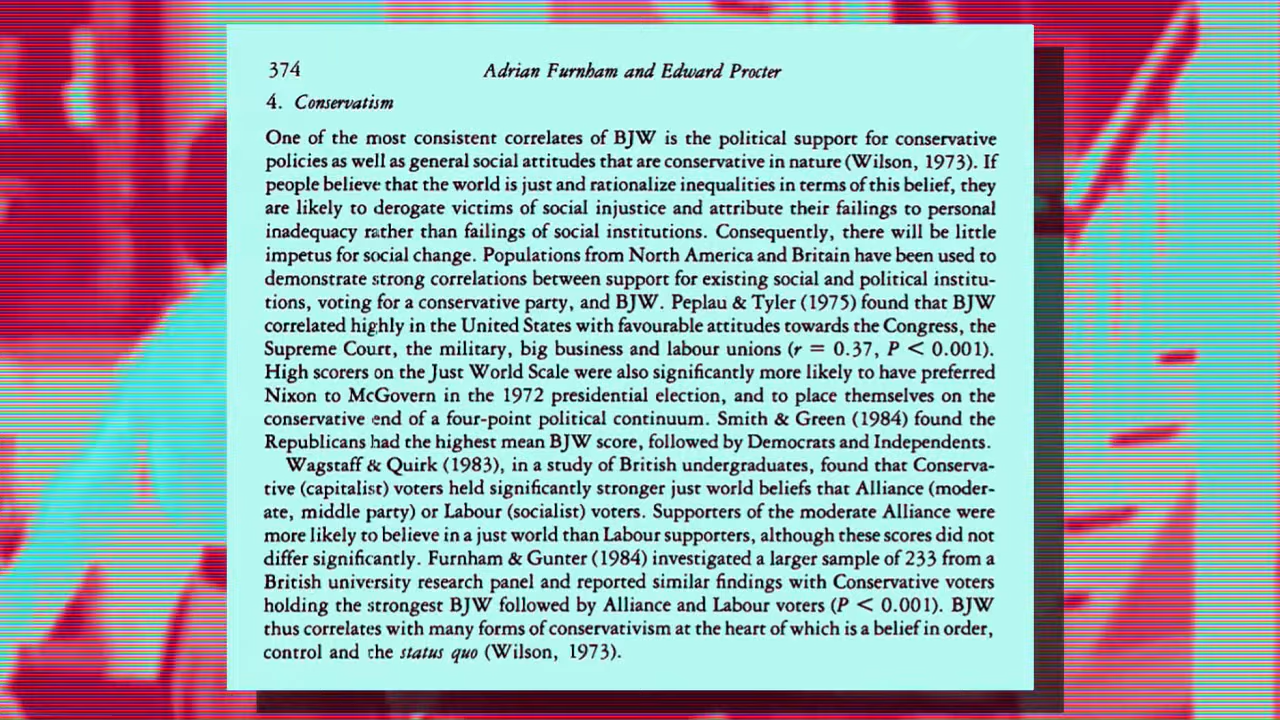 374
Adrian Furnham and Edward Procter
4. Conservatism
One of the most consistent correlates of BJW is the political support for conservative
policies as well as general social attitudes that are conservative in nature (Wilson, 1973). If
people believe that the world is just and rationalize inequalities in terms of this belief, they
are likely derogate victims of social injustice and attribute their failings to personal
rather than failings of social institutions. Consequently, there will be little
impetus for social change. Populations from North America and Britain have been used to
demonstrate strong correlations between support for existing social and political institu-
tions, voting for a conservative party, and BJW. Peplau & Tyler (1975) found that BJW
correlated highly in the United States with favourable attitudes towards the Congress, the
Supreme Court, the military, big business and labour unions (r = 0.37, P < 0.001).
High scorers on the Just World Scale were also significantly more likely to have preferred
Nixon to McGovern in the 1972 presidential election, and to place themselves on the
conservative end of a four-point political continuum. Smith & Green (1984) found the
Republicans had the highest mean BJW score, followed by Democrats and Independents.
Wagstaff & Quirk (1983), in a study of British undergraduates, found that Conserva-
tive (capitalist) voters held significantly stronger just world beliefs that Alliance (moder-
ate, middle party) or Labour (socialist) voters. Supporters of the moderate Alliance were
more likely to believe in a just world than Labour supporters, although these scores did not
differ significantly. Furnham & Gunter (1984) investigated a larger sample of 233 from a
British university research panel and reported similar findings with Conservative voters
holding the strongest BJW followed by Alliance and Labour voters (P < 0.001). BJW
thus correlates with many forms of conservativism at the heart of which is a belief in order,
control and the status quo (Wilson, 1973).